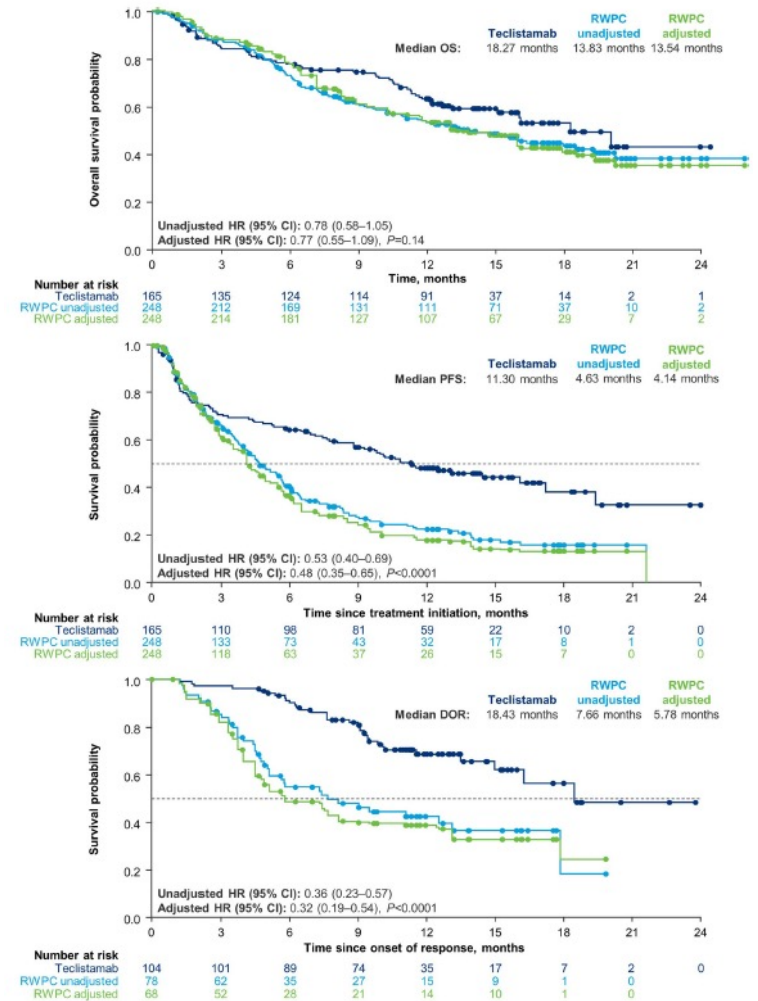 Overall survival probability
1.0
0.8
0.6
0.4
0.2
0.0
Median OS:
Teclistamab
18.27 months
RWPC unadjusted
13.83 months
RWPC adjusted
13.54 months
Unadjusted HR (95% CI): 0.78 (0.58–1.05)
Adjusted HR (95% CI): 0.77 (0.55–1.09), P=0.14
0 3 6 9 12 15 18 21 24
Time, months
Number at risk
Teclistamab 165 135 124 114 91 37 14 2 1
RWPC unadjusted 248 212 169 131 111 71 37 10 2
RWPC adjusted 248 214 181 127 107 67 29 7 2
Survival probability
1.0
0.8
0.6
0.4
0.2
0.0
Median PFS:
Teclistamab
11.30 months
RWPC unadjusted
4.63 months
RWPC adjusted
4.14 months
Unadjusted HR (95% CI): 0.53 (0.40–0.69)
Adjusted HR (95% CI): 0.48 (0.35–0.65), P<0.0001
0 3 6 9 12 15 18 21 24
Time since treatment initiation, months
Number at risk
Teclistamab 165 110 98 81 59 22 10 2 0
RWPC unadjusted 248 133 73 43 32 17 8 1 0
RWPC adjusted 248 118 63 37 26 15 7 0 0
Survival probability
1.0
0.8
0.6
0.4
0.2
0.0
Median DOR:
Teclistamab
18.43 months
RWPC unadjusted
7.66 months
RWPC adjusted
5.78 months
Unadjusted HR (95% CI): 0.36 (0.23–0.57)
Adjusted HR (95% CI): 0.32 (0.19–0.54), P<0.0001
0 3 6 9 12 15 18 21 24
Time since onset of response, months
Number at risk
Teclistamab 104 101 89 74 35 17 7 2 0
RWPC unadjusted 78 62 35 27 15 9 1 0
RWPC adjusted 68 52 28 21 14 10 1 0